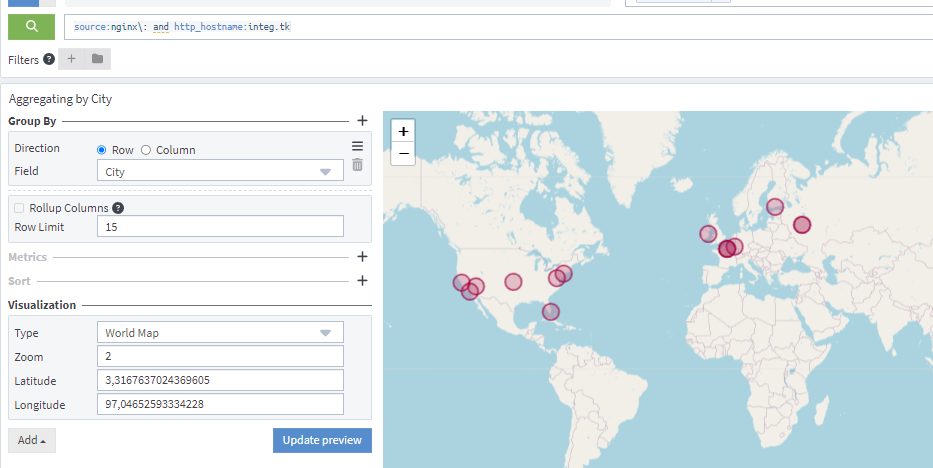 source:nginx\: and http_hostname:integ.tk
Filters ?
Aggregating by City
Group By
Direction Row Column
Field City
Rollup Columns ?
Row Limit 15
Metrics
Sort
Visualization
Type World Map
Zoom 2
Latitude 3,3167637024369605
Longitude 97,04652593334228
Add Update preview
+
−